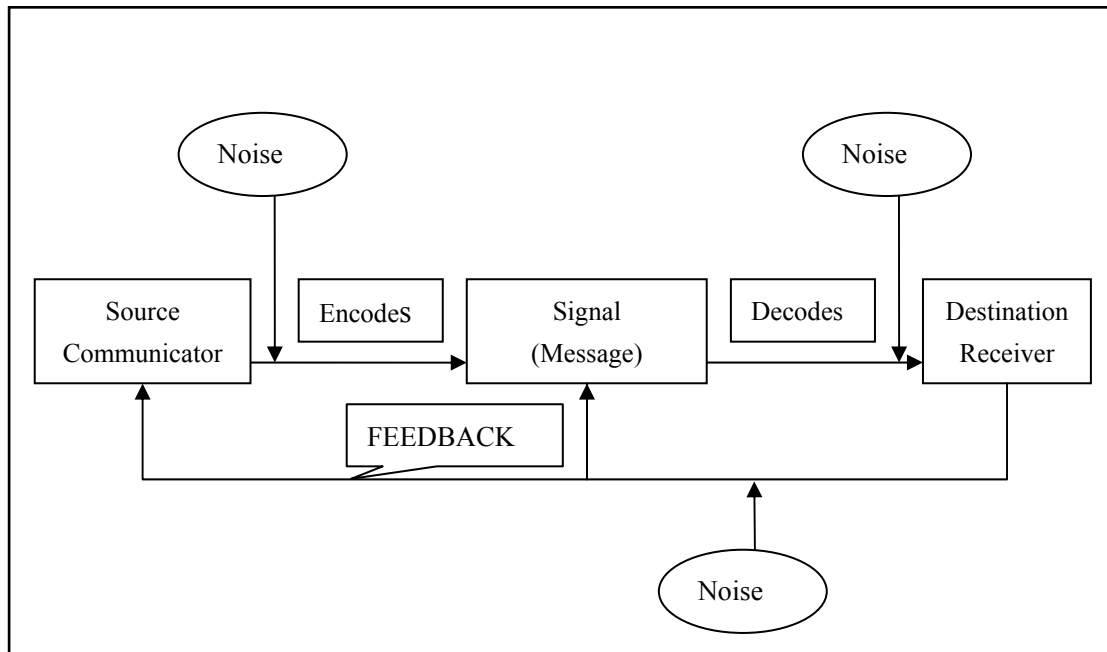 Noise
Noise
Source
Communicator
Encodes
Signal
(Message)
Decodes
Destination
Receiver
FEEDBACK
Noise